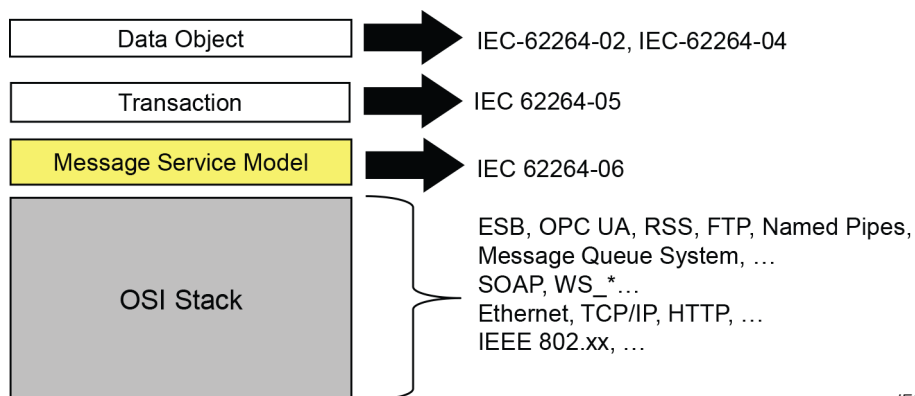 Data Object
IEC-62264-02, IEC-62264-04
Transaction
IEC 62264-05
Message Service Model
IEC 62264-06
OSI Stack
ESB, OPC UA, RSS, FTP, Named Pipes,
Message Queue System, …
SOAP, WS_*…
Ethernet, TCP/IP, HTTP, …
IEEE 802.xx, …